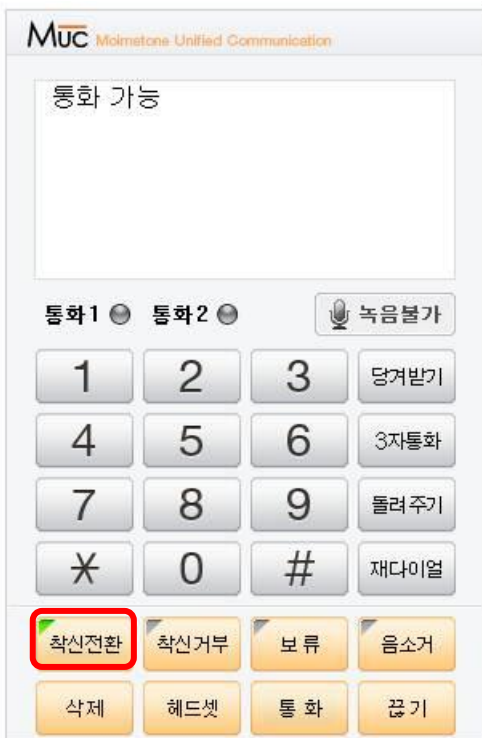 MUC Moimstone Unified Communication
통화 가능
통화1 통화2 녹음불가
1 2 3 당겨받기
4 5 6 3자통화
7 8 9 돌려주기
* 0 # 재다이얼
착신전환 착신거부 보류 음소거
삭제 헤드셋 통화 끊기